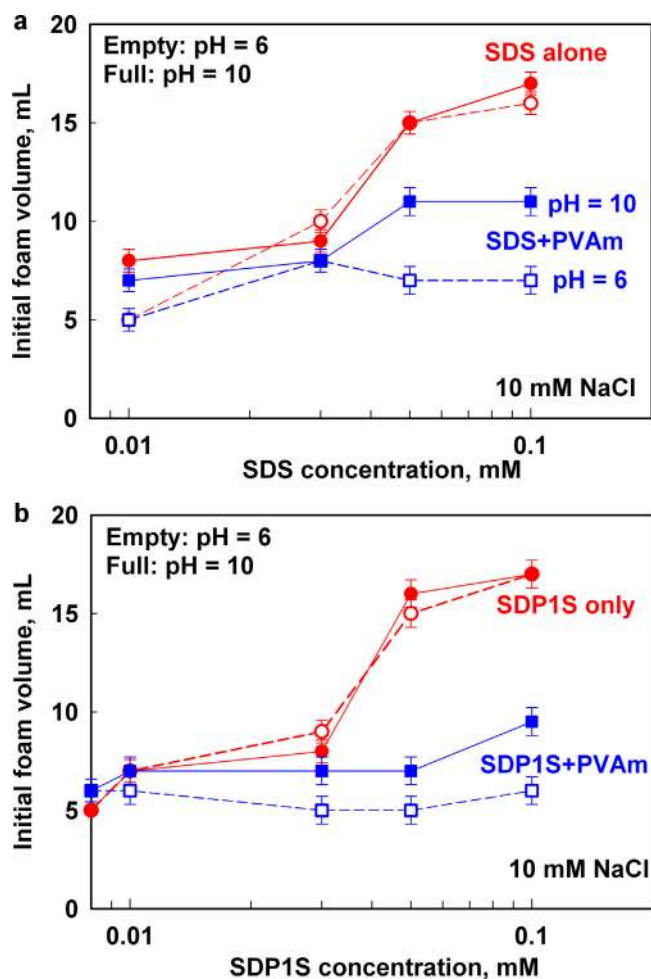 a
20
15
10
5
0
Initial foam volume, mL
Empty: pH = 6
Full: pH = 10
SDS alone
pH = 10
SDS+PVAm
pH = 6
10 mM NaCl
0.01
0.1
SDS concentration, mM
b
20
15
10
5
0
Initial foam volume, mL
Empty: pH = 6
Full: pH = 10
SDP1S only
SDP1S+PVAm
10 mM NaCl
0.01
0.1
SDP1S concentration, mM